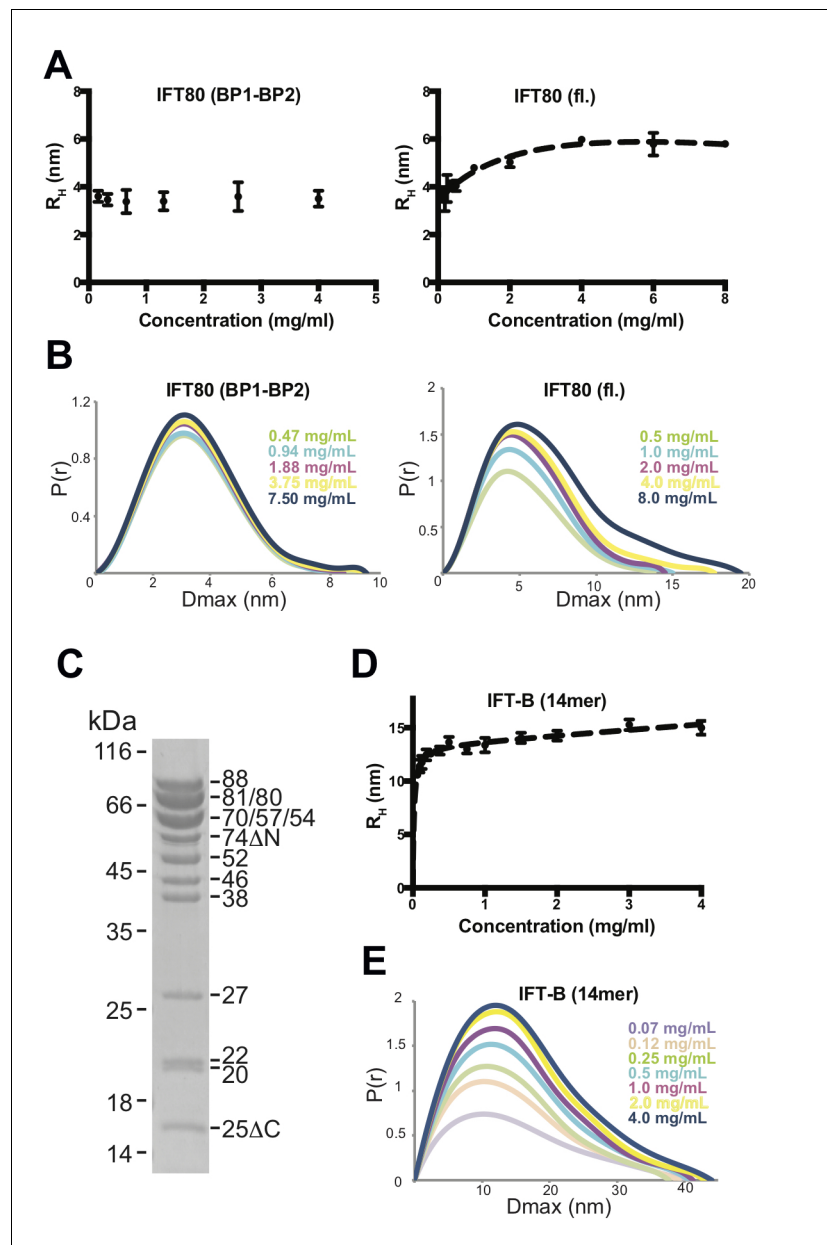 A
IFT80 (BP1-BP2)
8
6
4
2
0
R_H (nm)
0 1 2 3 4 5
Concentration (mg/ml)
IFT80 (fl.)
8
6
4
2
0
R_H (nm)
0 2 4 6 8
Concentration (mg/ml)
B
IFT80 (BP1-BP2)
1.2
0.8
0.4
P(r)
0.47 mg/mL
0.94 mg/mL
1.88 mg/mL
3.75 mg/mL
7.50 mg/mL
0 2 4 6 8 10
Dmax (nm)
IFT80 (fl.)
2
1.5
1
0.5
P(r)
0.5 mg/mL
1.0 mg/mL
2.0 mg/mL
4.0 mg/mL
8.0 mg/mL
0 5 10 15 20
Dmax (nm)
C
kDa
116
66
45
35
25
18
14
88
81/80
70/57/54
74ΔN
52
46
38
27
22
20
25ΔC
D
IFT-B (14mer)
15
10
5
0
R_H (nm)
0 1 2 3 4
Concentration (mg/ml)
E
IFT-B (14mer)
2
1.5
1
0.5
0
P(r)
0.07 mg/mL
0.12 mg/mL
0.25 mg/mL
0.5 mg/mL
1.0 mg/mL
2.0 mg/mL
4.0 mg/mL
10 20 30 40
Dmax (nm)